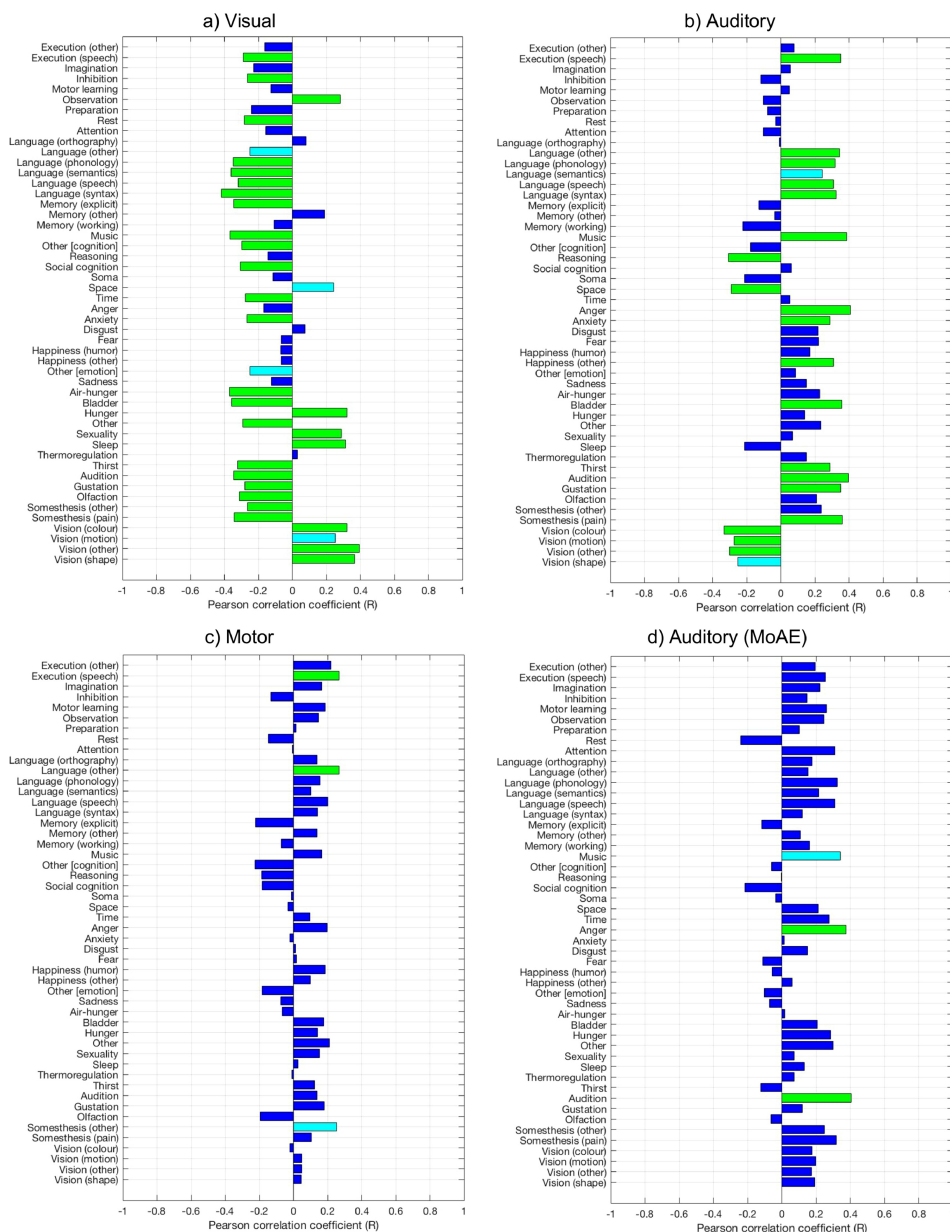 a) Visual
Execution (other)
Execution (speech)
Imagination
Inhibition
Motor learning
Observation
Preparation
Rest
Attention
Language (orthography)
Language (other)
Language (phonology)
Language (semantics)
Language (speech)
Language (syntax)
Memory (explicit)
Memory (other)
Memory (working)
Music
Other [cognition]
Reasoning
Social cognition
Soma
Space
Time
Anger
Anxiety
Disgust
Fear
Happiness (humor)
Happiness (other)
Other [emotion]
Sadness
Air-hunger
Bladder
Hunger
Other
Sexuality
Sleep
Thermoregulation
Thirst
Audition
Gustation
Olfaction
Somesthesis (other)
Somesthesis (pain)
Vision (colour)
Vision (motion)
Vision (other)
Vision (shape)
-1 -0.8 -0.6 -0.4 -0.2 0 0.2 0.4 0.6 0.8 1
Pearson correlation coefficient (R)
b) Auditory
Execution (other)
Execution (speech)
Imagination
Inhibition
Motor learning
Observation
Preparation
Rest
Attention
Language (orthography)
Language (other)
Language (phonology)
Language (semantics)
Language (speech)
Language (syntax)
Memory (explicit)
Memory (other)
Memory (working)
Music
Other [cognition]
Reasoning
Social cognition
Soma
Space
Time
Anger
Anxiety
Disgust
Fear
Happiness (humor)
Happiness (other)
Other [emotion]
Sadness
Air-hunger
Bladder
Hunger
Other
Sexuality
Sleep
Thermoregulation
Thirst
Audition
Gustation
Olfaction
Somesthesis (other)
Somesthesis (pain)
Vision (colour)
Vision (motion)
Vision (other)
Vision (shape)
-1 -0.8 -0.6 -0.4 -0.2 0 0.2 0.4 0.6 0.8
Pearson correlation coefficient (R)
c) Motor
Execution (other)
Execution (speech)
Imagination
Inhibition
Motor learning
Observation
Preparation
Rest
Attention
Language (orthography)
Language (other)
Language (phonology)
Language (semantics)
Language (speech)
Language (syntax)
Memory (explicit)
Memory (other)
Memory (working)
Music
Other [cognition]
Reasoning
Social cognition
Soma
Space
Time
Anger
Anxiety
Disgust
Fear
Happiness (humor)
Happiness (other)
Other [emotion]
Sadness
Air-hunger
Bladder
Hunger
Other
Sexuality
Sleep
Thermoregulation
Thirst
Audition
Gustation
Olfaction
Somesthesis (other)
Somesthesis (pain)
Vision (colour)
Vision (motion)
Vision (other)
Vision (shape)
-1 -0.8 -0.6 -0.4 -0.2 0 0.2 0.4 0.6 0.8 1
Pearson correlation coefficient (R)
d) Auditory (MoAE)
Execution (other)
Execution (speech)
Imagination
Inhibition
Motor learning
Observation
Preparation
Rest
Attention
Language (orthography)
Language (other)
Language (phonology)
Language (semantics)
Language (speech)
Language (syntax)
Memory (explicit)
Memory (other)
Memory (working)
Music
Other [cognition]
Reasoning
Social cognition
Soma
Space
Time
Anger
Anxiety
Disgust
Fear
Happiness (humor)
Happiness (other)
Other [emotion]
Sadness
Air-hunger
Bladder
Hunger
Other
Sexuality
Sleep
Thermoregulation
Thirst
Audition
Gustation
Olfaction
Somesthesis (other)
Somesthesis (pain)
Vision (colour)
Vision (motion)
Vision (other)
Vision (shape)
-1 -0.8 -0.6 -0.4 -0.2 0 0.2 0.4 0.6 0.8
Pearson correlation coefficient (R)